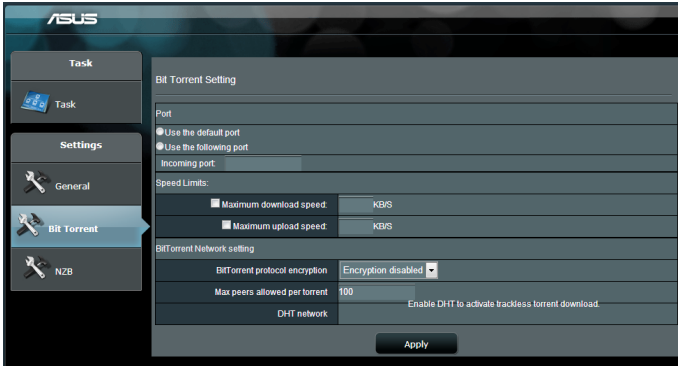 ASUS
Task
Task
Settings
General
Bit Torrent
NZB
Bit Torrent Setting
Port
Use the default port
Use the following port
Incoming port:
Speed Limits:
Maximum download speed: KB/S
Maximum upload speed: KB/S
BitTorrent Network setting
BitTorrent protocol encryption Encryption disabled
Max peers allowed per torrent 100
Enable DHT to activate trackless torrent download.
DHT network
Apply